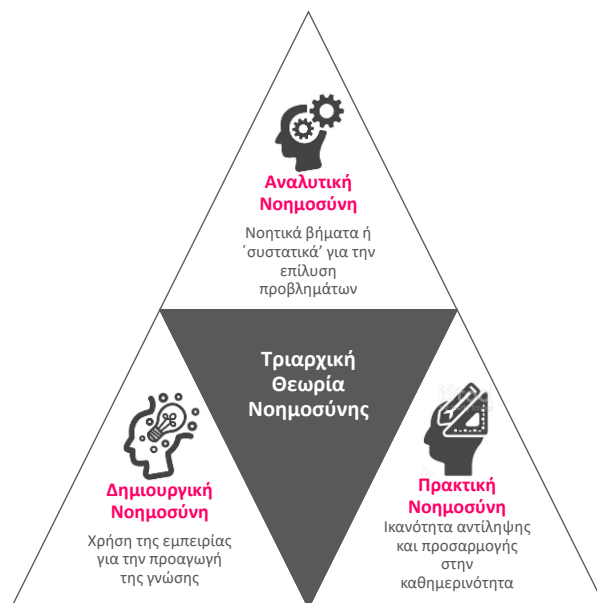 Αναλυτική
Νοημοσύνη
Νοητικά βήματα ή
΄συστατικά’ για την
επίλυση
προβλημάτων
Τριαρχική
Θεωρία
Νοημοσύνης
Δημιουργική
Νοημοσύνη
Χρήση της εμπειρίας
για την προαγωγή
της γνώσης
Πρακτική
Νοημοσύνη
Ικανότητα αντίληψης
και προσαρμογής
στην
καθημερινότητα